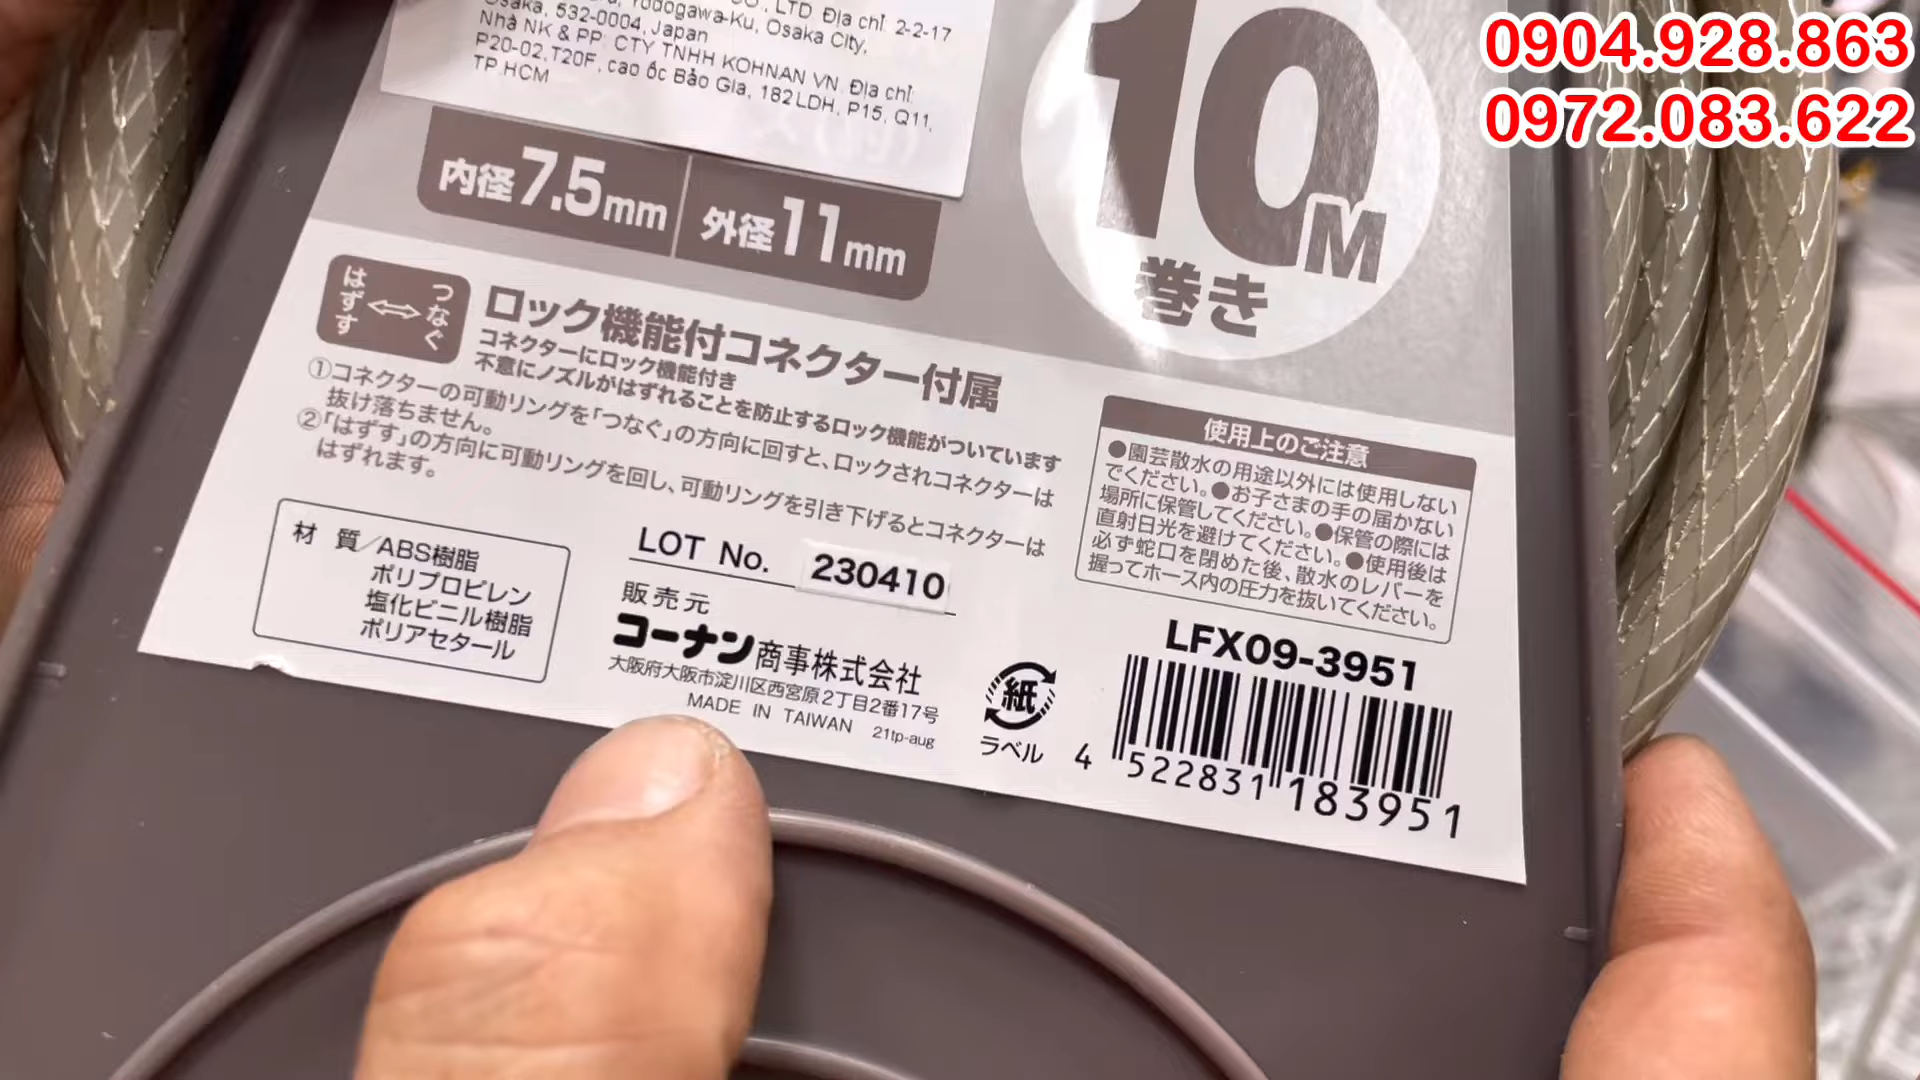 0904.928.863
0972.083.622
LTD Địa chỉ: 2-2-17
Yodogawa-Ku, Osaka City,
Osaka, 532-0004, Japan
Nhà NK & PP: CTY TNHH KOHNAN VN. Địa chỉ:
P20-02, T20F, cao ốc Bảo Gia, 182 LDH, P15, Q11,
TP.HCM
10M
巻き
内径7.5mm 外径11mm
はずす⇔つなぐ
ロック機能付コネクター付属
コネクターにロック機能付き
不意にノズルがはずれることを防止するロック機能がついています
①コネクターの可動リングを「つなぐ」の方向に回すと、ロックされコネクターは
抜け落ちません。
②「はずす」の方向に可動リングを回し、可動リングを引き下げるとコネクターは
はずれます。
使用上のご注意
●園芸散水の用途以外には使用しない
でください。●お子さまの手の届かない
場所に保管してください。●保管の際には
直射日光を避けてください。●使用後は
必ず蛇口を閉めた後、散水のレバーを
握ってホース内の圧力を抜いてください。
材 質/ABS樹脂
ポリプロピレン
塩化ビニル樹脂
ポリアセタール
LOT No. 230410
販売元
コーナン商事株式会社
大阪府大阪市淀川区西宮原2丁目2番17号
MADE IN TAIWAN 21tp-aug
紙
ラベル
LFX09-3951
4 522831 183951